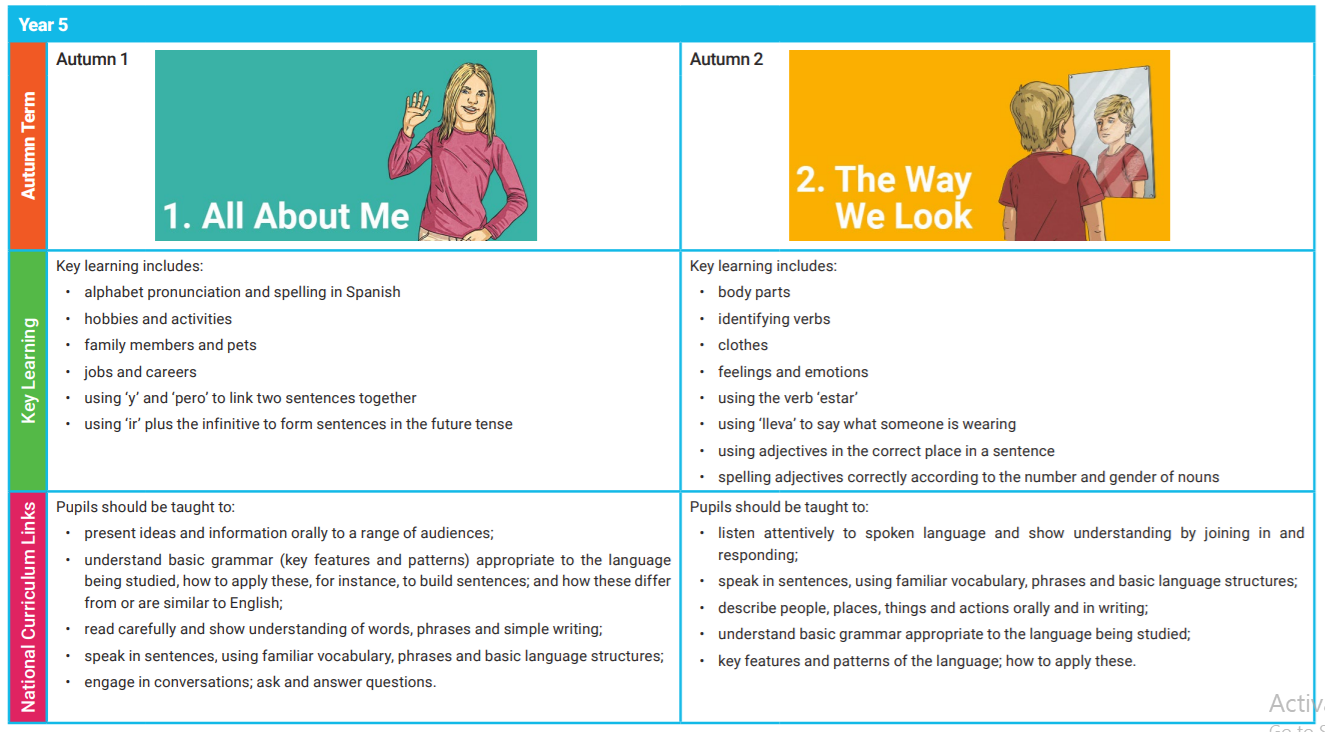 Year 5
Autumn Term
Autumn 1
1. All About Me
Autumn 2
2. The Way
We Look
Key Learning
Key learning includes:
• alphabet pronunciation and spelling in Spanish
• hobbies and activities
• family members and pets
• jobs and careers
• using ‘y’ and ‘pero’ to link two sentences together
• using ‘ir’ plus the infinitive to form sentences in the future tense
Key learning includes:
• body parts
• identifying verbs
• clothes
• feelings and emotions
• using the verb ‘estar’
• using ‘lleva’ to say what someone is wearing
• using adjectives in the correct place in a sentence
• spelling adjectives correctly according to the number and gender of nouns
National Curriculum Links
Pupils should be taught to:
• present ideas and information orally to a range of audiences;
• understand basic grammar (key features and patterns) appropriate to the language
being studied, how to apply these, for instance, to build sentences; and how these differ
from or are similar to English;
• read carefully and show understanding of words, phrases and simple writing;
• speak in sentences, using familiar vocabulary, phrases and basic language structures;
• engage in conversations; ask and answer questions.
Pupils should be taught to:
• listen attentively to spoken language and show understanding by joining in and
responding;
• speak in sentences, using familiar vocabulary, phrases and basic language structures;
• describe people, places, things and actions orally and in writing;
• understand basic grammar appropriate to the language being studied;
• key features and patterns of the language; how to apply these.